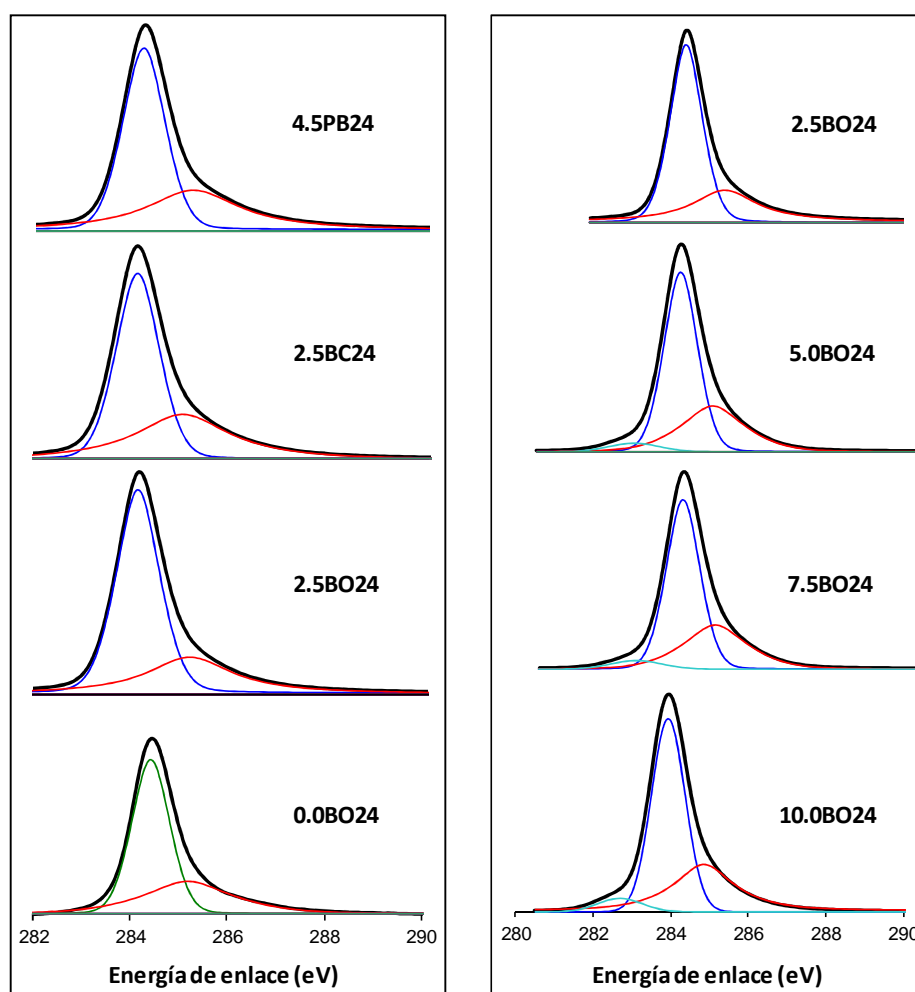 4.5PB24
2.5BC24
2.5BO24
0.0BO24
282 284 286 288 290
Energía de enlace (eV)
2.5BO24
5.0BO24
7.5BO24
10.0BO24
280 282 284 286 288 290
Energía de enlace (eV)